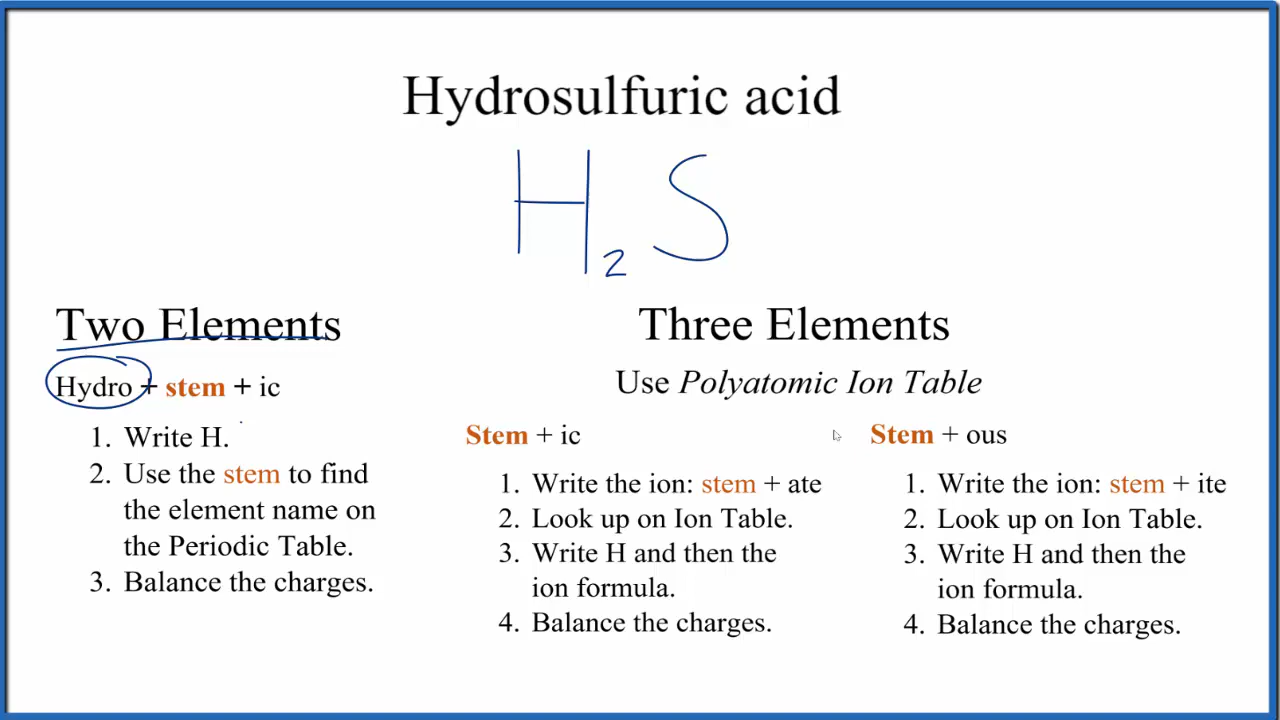 Hydrosulfuric acid
H₂S
Two Elements
Hydro + stem + ic
1. Write H.
2. Use the stem to find
the element name on
the Periodic Table.
3. Balance the charges.
Three Elements
Use Polyatomic Ion Table
Stem + ic
1. Write the ion: stem + ate
2. Look up on Ion Table.
3. Write H and then the
ion formula.
4. Balance the charges.
Stem + ous
1. Write the ion: stem + ite
2. Look up on Ion Table.
3. Write H and then the
ion formula.
4. Balance the charges.